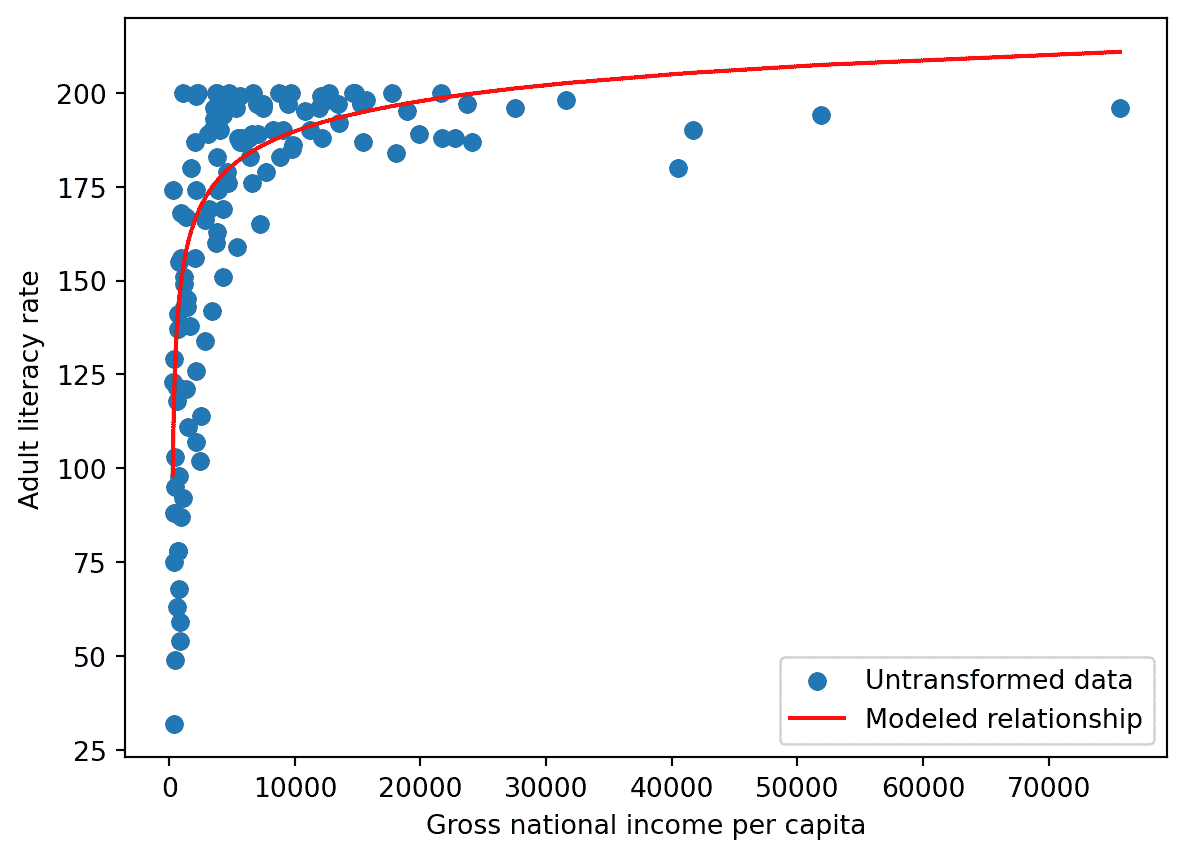 200
175
150
125
100
75
50
25
Adult literacy rate
Untransformed data
Modeled relationship
0 10000 20000 30000 40000 50000 60000 70000
Gross national income per capita